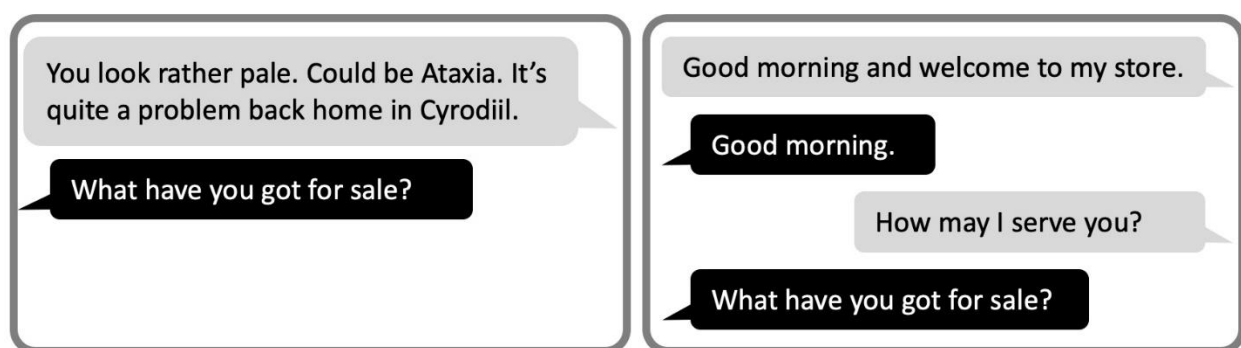 You look rather pale. Could be Ataxia. It’s
quite a problem back home in Cyrodiil.
What have you got for sale?
Good morning and welcome to my store.
Good morning.
How may I serve you?
What have you got for sale?